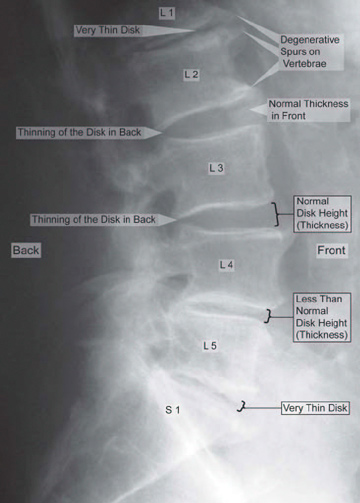 L 1
Very Thin Disk
Degenerative
Spurs on
Vertebrae
L 2
Normal Thickness
in Front
Thinning of the Disk in Back
L 3
Normal
Disk Height
(Thickness)
Thinning of the Disk in Back
Back
Front
L 4
Less Than
Normal
Disk Height
(Thickness)
L 5
S 1
Very Thin Disk